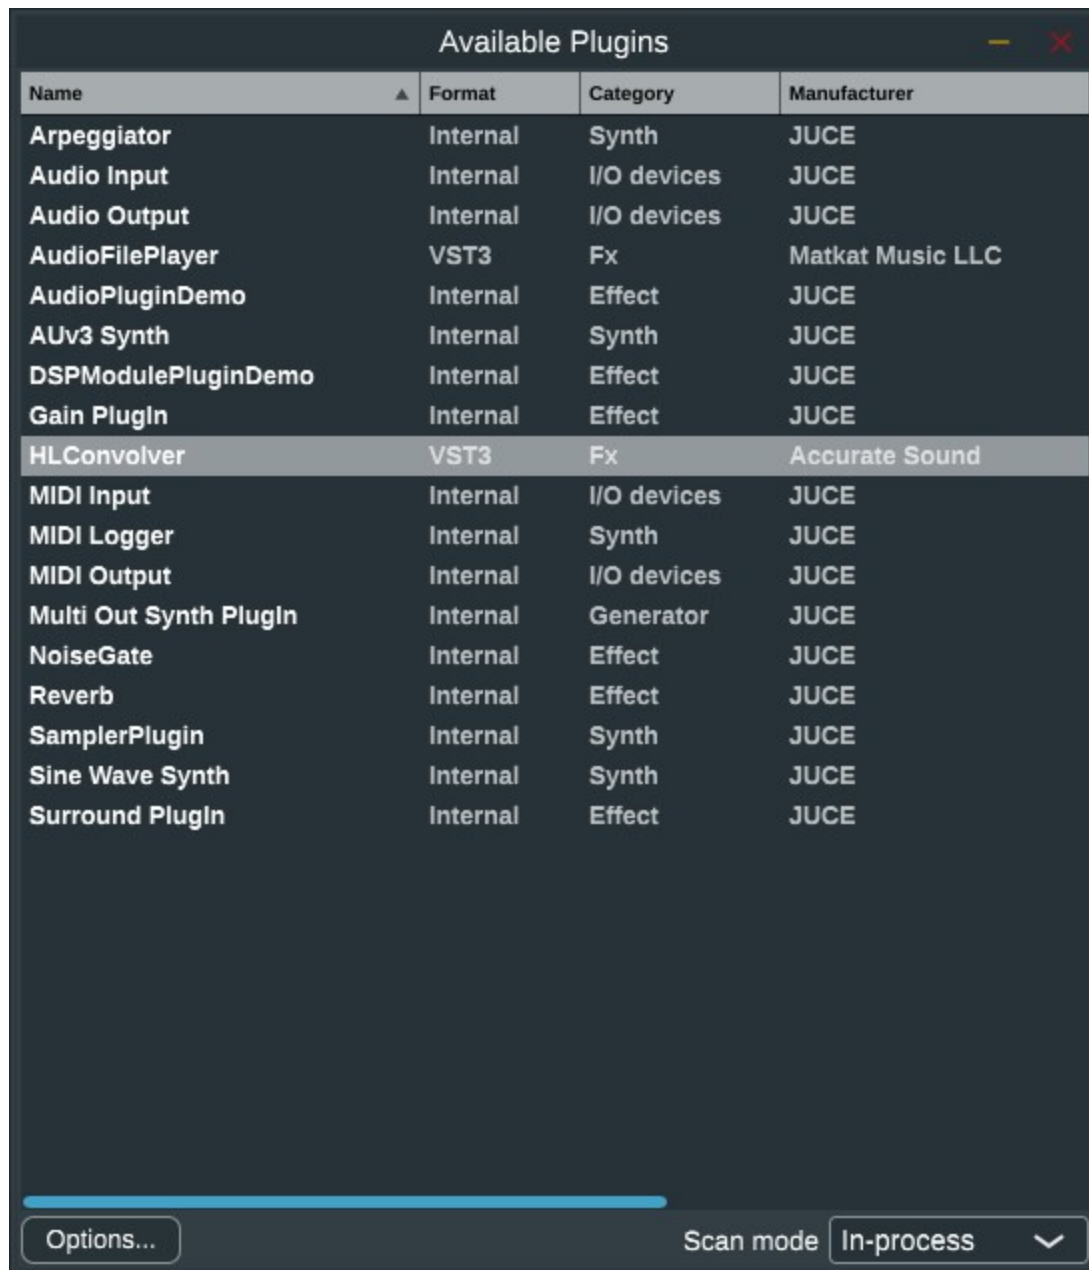 Available Plugins
Name Format Category Manufacturer
Arpeggiator Internal Synth JUCE
Audio Input Internal I/O devices JUCE
Audio Output Internal I/O devices JUCE
AudioFilePlayer VST3 Fx Matkat Music LLC
AudioPluginDemo Internal Effect JUCE
AUv3 Synth Internal Synth JUCE
DSPModulePluginDemo Internal Effect JUCE
Gain PlugIn Internal Effect JUCE
HLConvolver VST3 Fx Accurate Sound
MIDI Input Internal I/O devices JUCE
MIDI Logger Internal Synth JUCE
MIDI Output Internal I/O devices JUCE
Multi Out Synth PlugIn Internal Generator JUCE
NoiseGate Internal Effect JUCE
Reverb Internal Effect JUCE
SamplerPlugin Internal Synth JUCE
Sine Wave Synth Internal Synth JUCE
Surround PlugIn Internal Effect JUCE
Options... Scan mode In-process